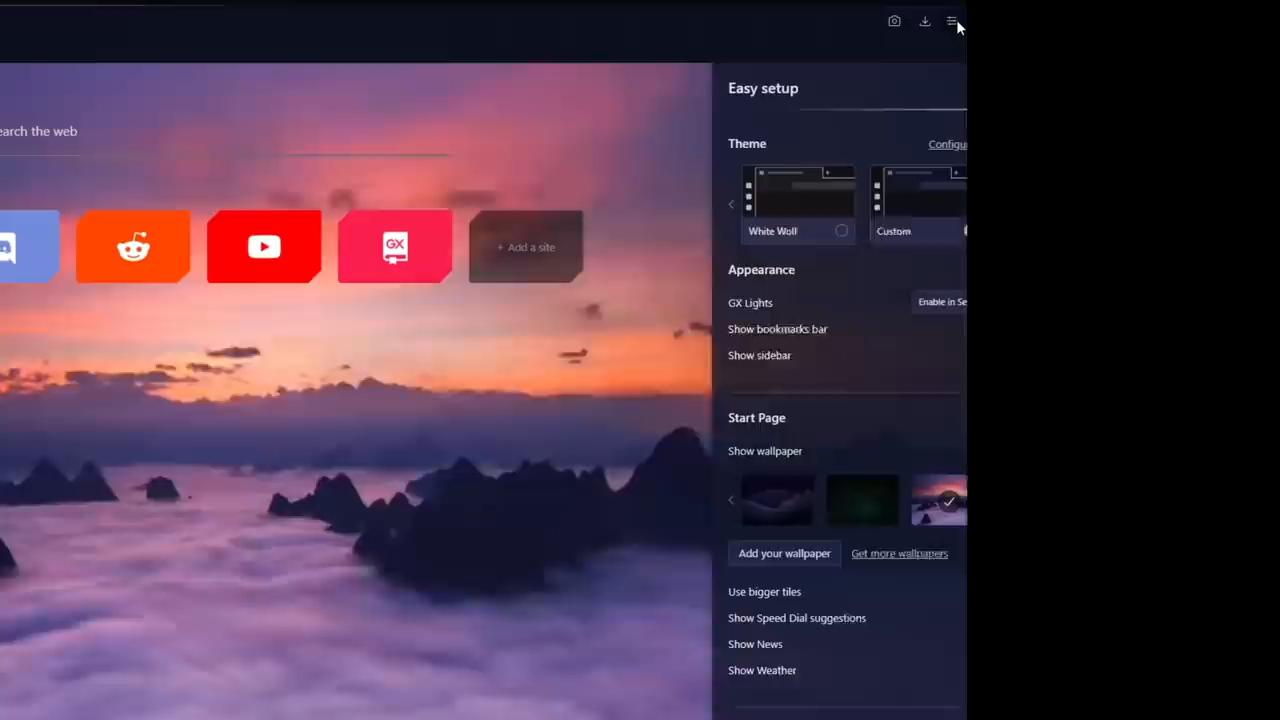 Easy setup
earch the web
Theme
Configu
White Wolf
Custom
GX
+ Add a site
Appearance
GX Lights
Enable in Se
Show bookmarks bar
Show sidebar
Start Page
Show wallpaper
Add your wallpaper
Get more wallpapers
Use bigger tiles
Show Speed Dial suggestions
Show News
Show Weather